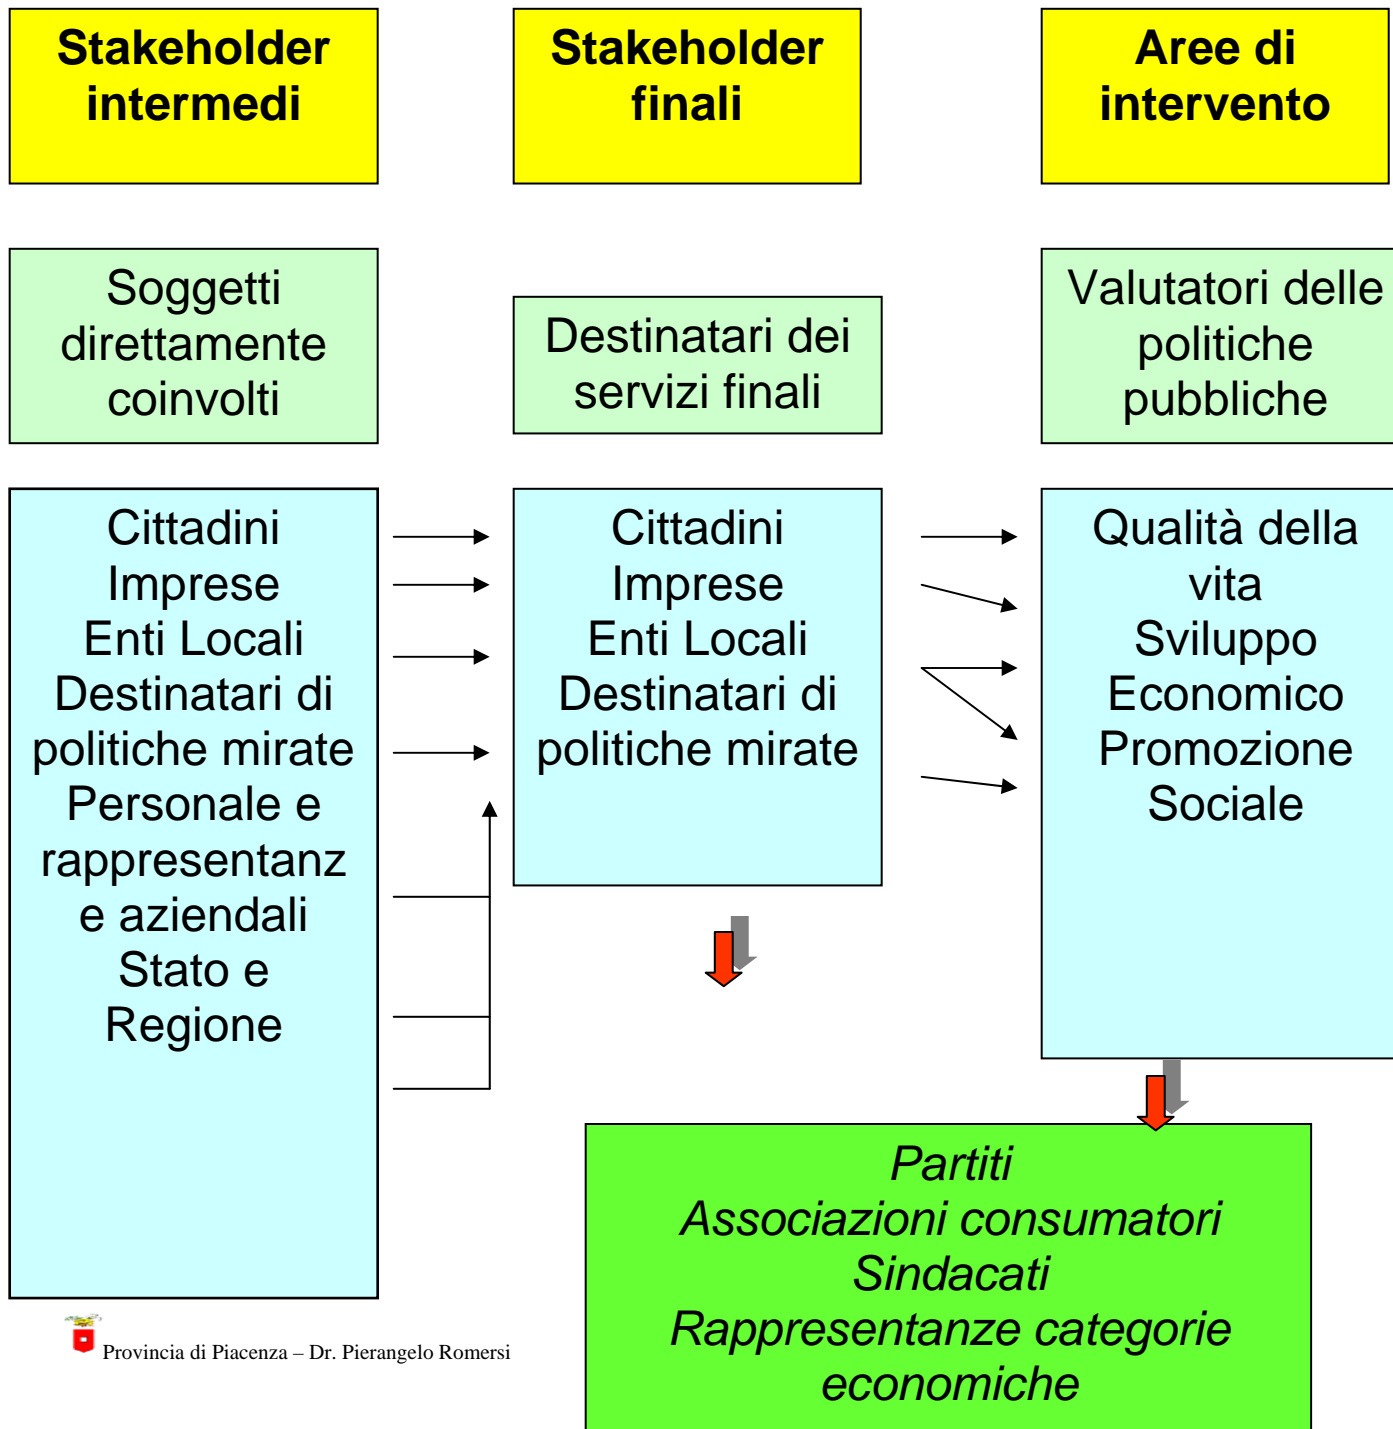 Stakeholder
intermedi
Stakeholder
finali
Aree di
intervento
Soggetti
direttamente
coinvolti
Destinatari dei
servizi finali
Valutatori delle
politiche
pubbliche
Cittadini
Imprese
Enti Locali
Destinatari di
politiche mirate
Personale e
rappresentanz
e aziendali
Stato e
Regione
Cittadini
Imprese
Enti Locali
Destinatari di
politiche mirate
Qualità della
vita
Sviluppo
Economico
Promozione
Sociale
Partiti
Associazioni consumatori
Sindacati
Rappresentanze categorie
economiche
Provincia di Piacenza – Dr. Pierangelo Romersi